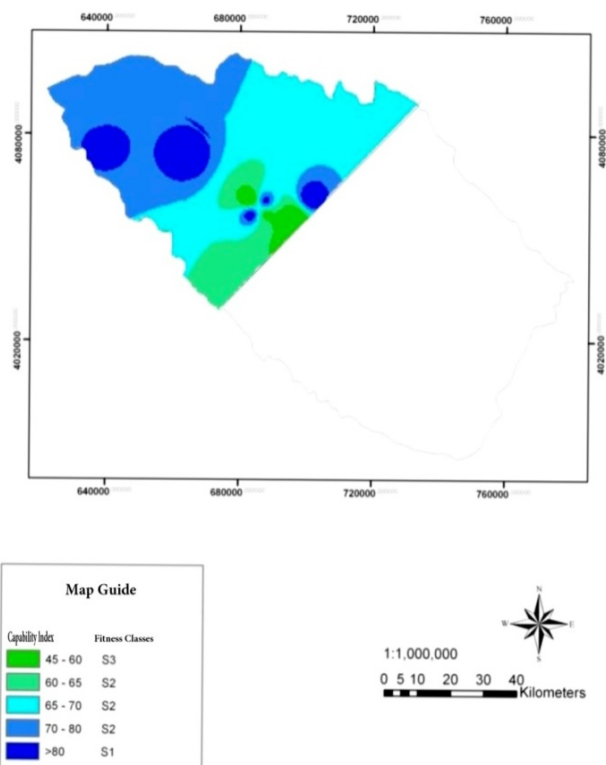 640000 680000 720000 760000
4080000 4080000
4020000 4020000
640000 680000 720000 760000
Map Guide
Capability Index Fitness Classes
45 - 60 S3
60 - 65 S2
65 - 70 S2
70 - 80 S2
>80 S1
N
W E
S
1:1,000,000
0 5 10 20 30 40
Kilometers